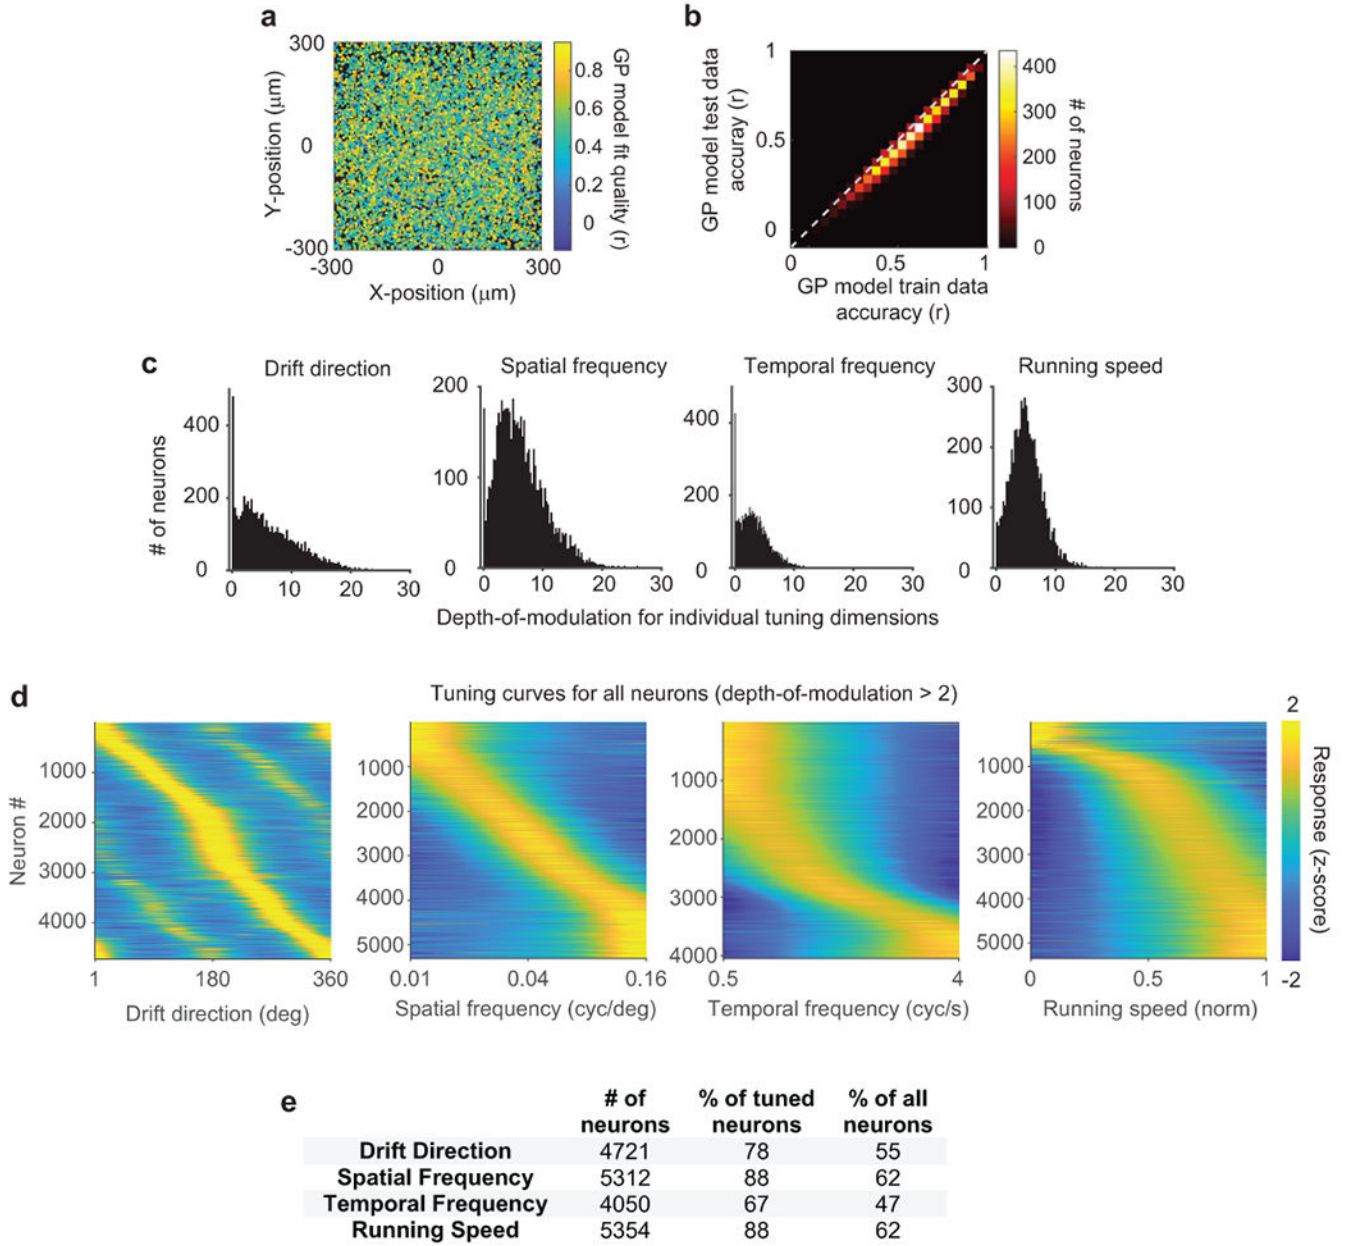 a
300
0
-300
Y-position (μm)
-300 0 300
X-position (μm)
0.8
0.6
0.4
0.2
0
GP model fit quality (r)
b
1
0.5
0
GP model test data
accuray (r)
0 0.5 1
GP model train data
accuracy (r)
400
300
200
100
0
# of neurons
c
Drift direction
Spatial frequency
Temporal frequency
Running speed
# of neurons
400
200
0
0 10 20 30
200
100
0
0 10 20 30
400
200
0
0 10 20 30
300
200
100
0
0 10 20 30
Depth-of-modulation for individual tuning dimensions
d
Tuning curves for all neurons (depth-of-modulation > 2)
Neuron #
1000
2000
3000
4000
1 180 360
Drift direction (deg)
1000
2000
3000
4000
5000
0.01 0.04 0.16
Spatial frequency (cyc/deg)
1000
2000
3000
4000
0.5 4
Temporal frequency (cyc/s)
1000
2000
3000
4000
5000
0 0.5 1
Running speed (norm)
2
-2
Response (z-score)
e
# of neurons % of tuned neurons % of all neurons
Drift Direction 4721 78 55
Spatial Frequency 5312 88 62
Temporal Frequency 4050 67 47
Running Speed 5354 88 62